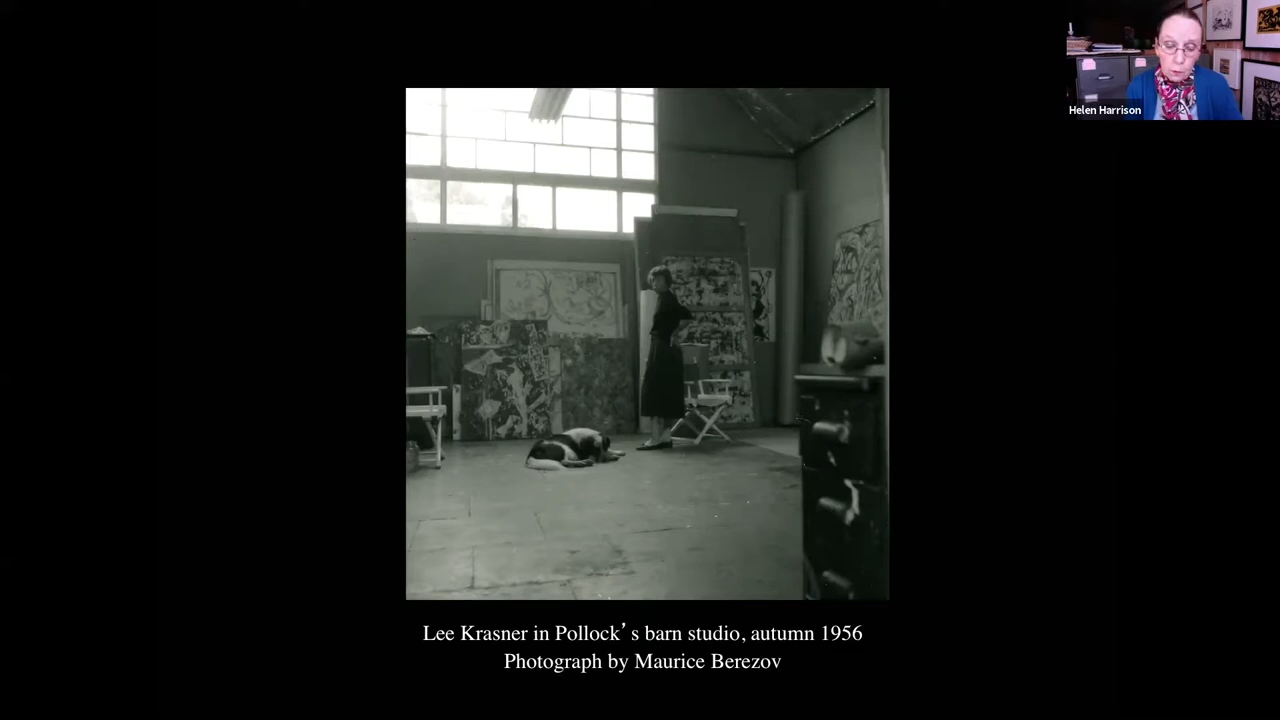 Helen Harrison
Lee Krasner in Pollock’s barn studio, autumn 1956
Photograph by Maurice Berezov